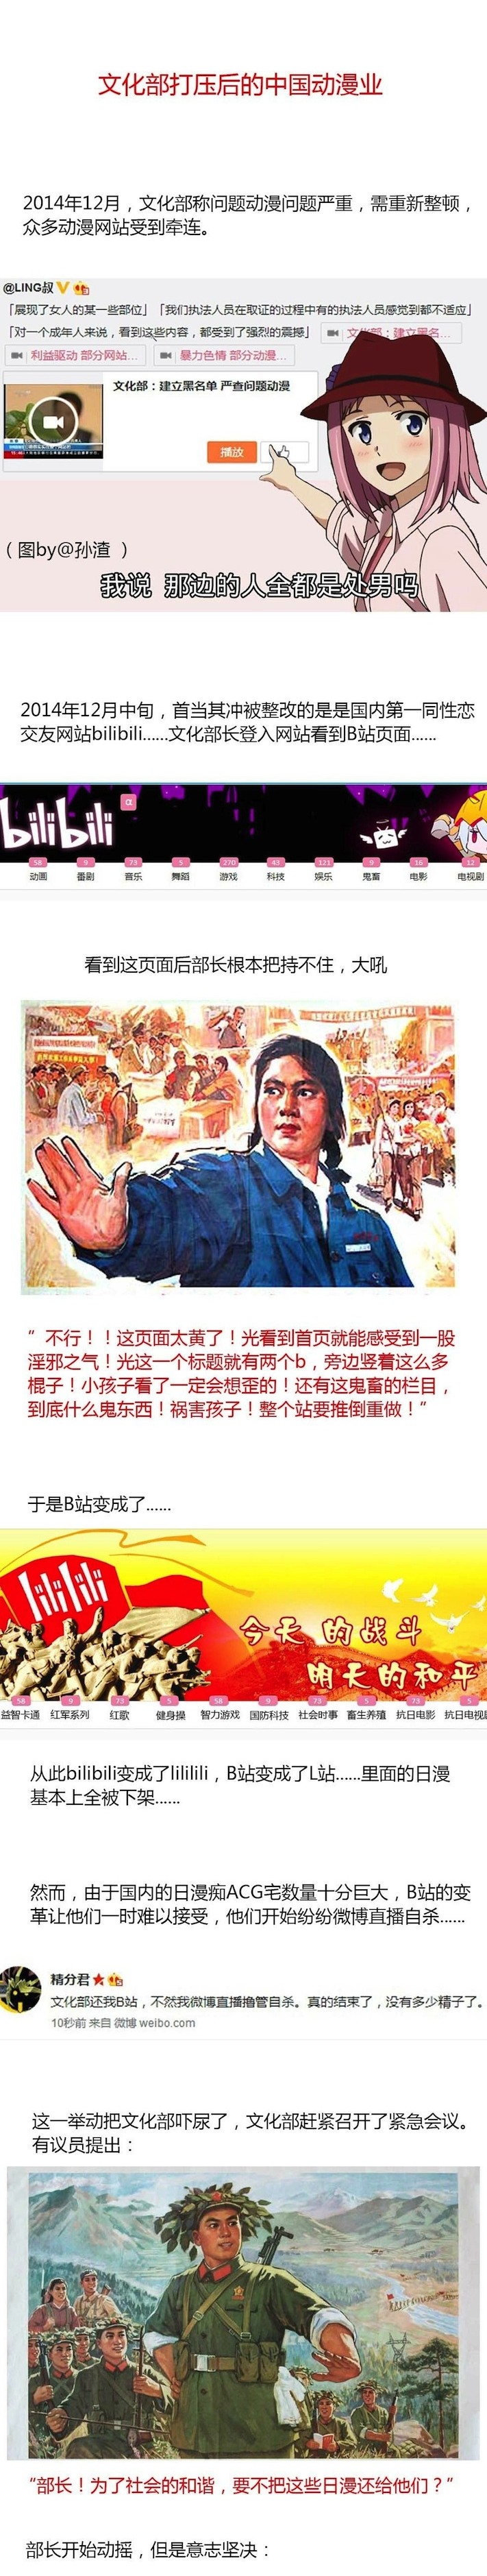 文化部打压后的中国动漫业
2014年12月，文化部称问题动漫问题严重，需重新整顿，
众多动漫网站受到牵连。
@LING叔
「展现了女人的某一些部位」「我们执法人员在取证的过程中有的执法人员感觉到都不适应」
「对一个成年人来说，看到这些内容，都受到了强烈的震撼」
文化部：建立黑名...
利益驱动 部分网站...
暴力色情 部分动漫...
文化部：建立黑名单 严查问题动漫
播放
（图by@孙渣 ）
我说 那边的人全都是处男吗
2014年12月中旬，首当其冲被整改的是是国内第一同性恋
交友网站bilibili......文化部长登入网站看到B站页面......
bilibili
α
58 9 73 5 270 43 121 9 16 12
动画 番剧 音乐 舞蹈 游戏 科技 娱乐 鬼畜 电影 电视剧
看到这页面后部长根本把持不住，大吼
”不行！！这页面太黄了！光看到首页就能感受到一股
淫邪之气！光这一个标题就有两个b，旁边竖着这么多
棍子！小孩子看了一定会想歪的！还有这鬼畜的栏目，
到底什么鬼东西！祸害孩子！整个站要推倒重做！”
于是B站变成了......
lililili
今天 的战斗
明天的和平
58 9 73 5 58 9 73 5 73 5
益智卡通 红军系列 红歌 健身操 智力游戏 国防科技 社会时事 畜生养殖 抗日电影 抗日电视剧
从此bilibili变成了lililili，B站变成了L站......里面的日漫
基本上全被下架......
然而，由于国内的日漫痴ACG宅数量十分巨大，B站的变
革让他们一时难以接受，他们开始纷纷微博直播自杀......
精分君
文化部还我B站，不然我微博直播撸管自杀。真的结束了，没有多少精子了。
10秒前 来自 微博 weibo.com
这一举动把文化部吓尿了，文化部赶紧召开了紧急会议。
有议员提出：
“部长！为了社会的和谐，要不把这些日漫还给他们？”
部长开始动摇，但是意志坚决：